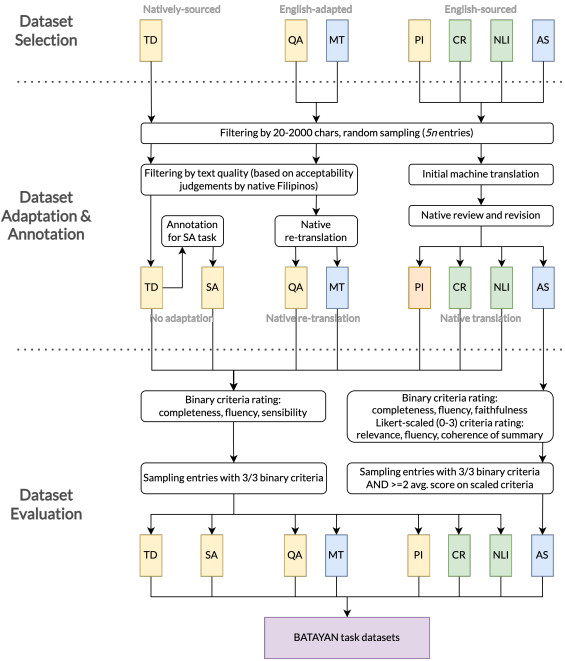 Dataset
Selection
Natively-sourced
English-adapted
English-sourced
TD
QA
MT
PI
CR
NLI
AS
Filtering by 20-2000 chars, random sampling (5n entries)
Dataset
Adaptation &
Annotation
Filtering by text quality (based on acceptability
judgements by native Filipinos)
Initial machine translation
Annotation
for SA task
Native
re-translation
Native review and revision
TD
SA
QA
MT
PI
CR
NLI
AS
No adaptation
Native re-translation
Native translation
Dataset
Evaluation
Binary criteria rating:
completeness, fluency, sensibility
Binary criteria rating:
completeness, fluency, faithfulness
Likert-scaled (0-3) criteria rating:
relevance, fluency, coherence of summary
Sampling entries with 3/3 binary criteria
Sampling entries with 3/3 binary criteria
AND >=2 avg. score on scaled criteria
TD
SA
QA
MT
PI
CR
NLI
AS
BATAYAN task datasets